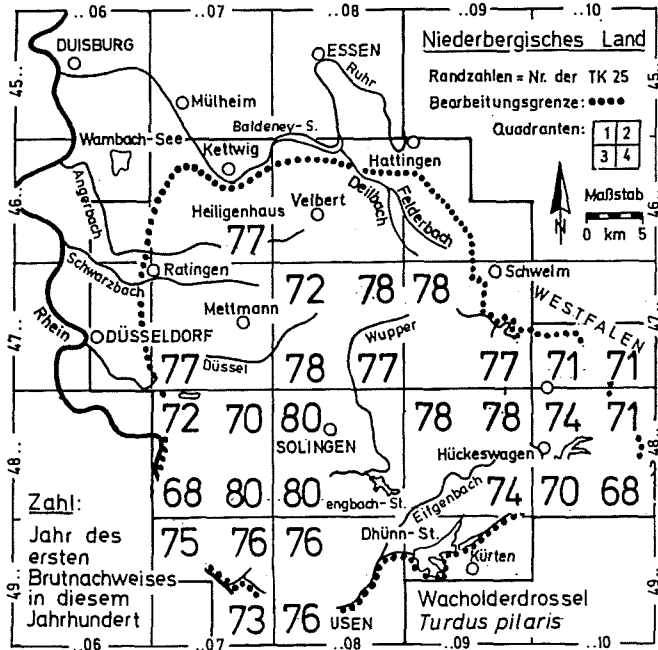 ..06 ..07 ..08 ..09 ..10
DUISBURG
ESSEN
Niederbergisches Land
Ruhr
45..
45..
Randzahlen = Nr. der TK 25
Mülheim
Bearbeitungsgrenze:
Baldeney-S.
Quadranten:
1 2
3 4
Wambach-See
Kettwig
Hattingen
Maßstab
0 km 5
N
Angerbach
Deilbach
Felderbach
46..
46..
Heiligenhaus
Velbert
77
Schwarzbach
Ratingen
72 78 78
Schwelm
WESTFALEN
Mettmann
Rhein
DÜSSELDORF
Wupper
47..
47..
Düssel
77 78 77 77 71 71
72 70 80 78 78 74 71
SOLINGEN
Hückeswagen
48..
48..
68 80 80 74 70 68
engbach-St.
Eifgenbach
Zahl:
Jahr des
ersten
Brutnachweises
in diesem
Jahrhundert
75 76 76
Dhünn-St.
Kürten
49..
49..
73 76
USEN
Wacholderdrossel
Turdus pilaris
..06 ..07 ..08 ..09 ..10